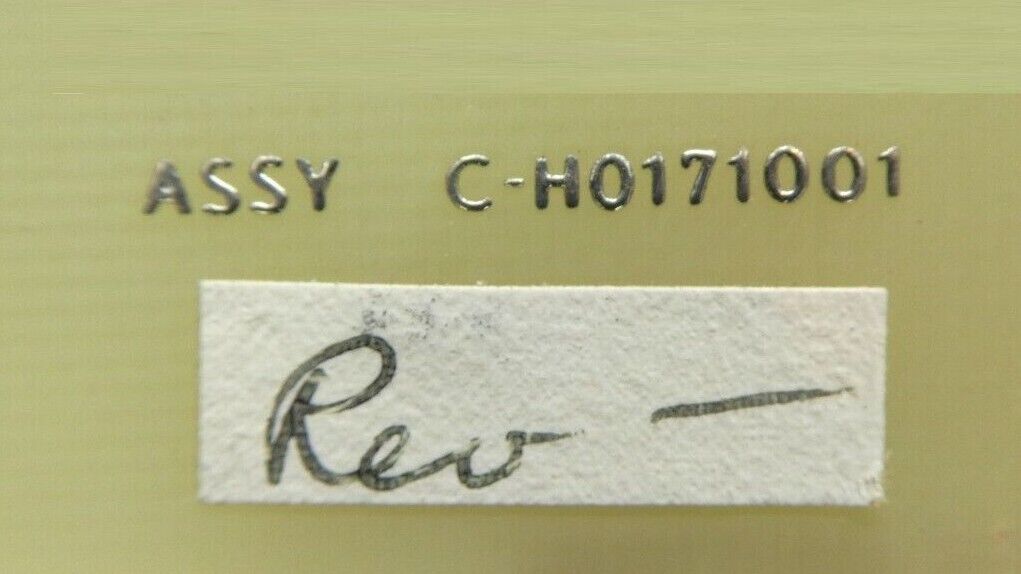 ASSY C-H0171001
Rev —